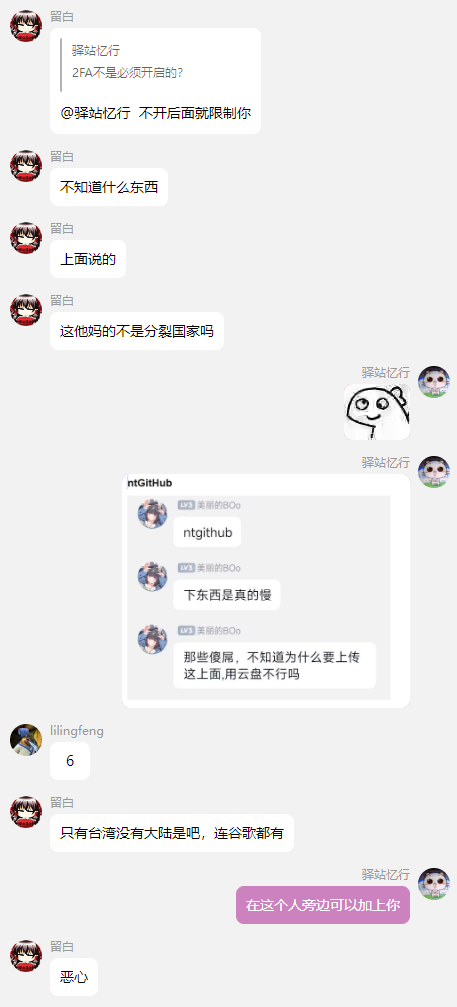 留白
驿站忆行
2FA不是必须开启的？
@驿站忆行 不开后面就限制你
留白
不知道什么东西
留白
上面说的
留白
这他妈的不是分裂国家吗
驿站忆行
驿站忆行
ntGitHub
LV3 美丽的BOo
ntgithub
LV3 美丽的BOo
下东西是真的慢
LV3 美丽的BOo
那些傻屌，不知道为什么要上传
这上面,用云盘不行吗
lilingfeng
6
留白
只有台湾没有大陆是吧，连谷歌都有
驿站忆行
在这个人旁边可以加上你
留白
恶心